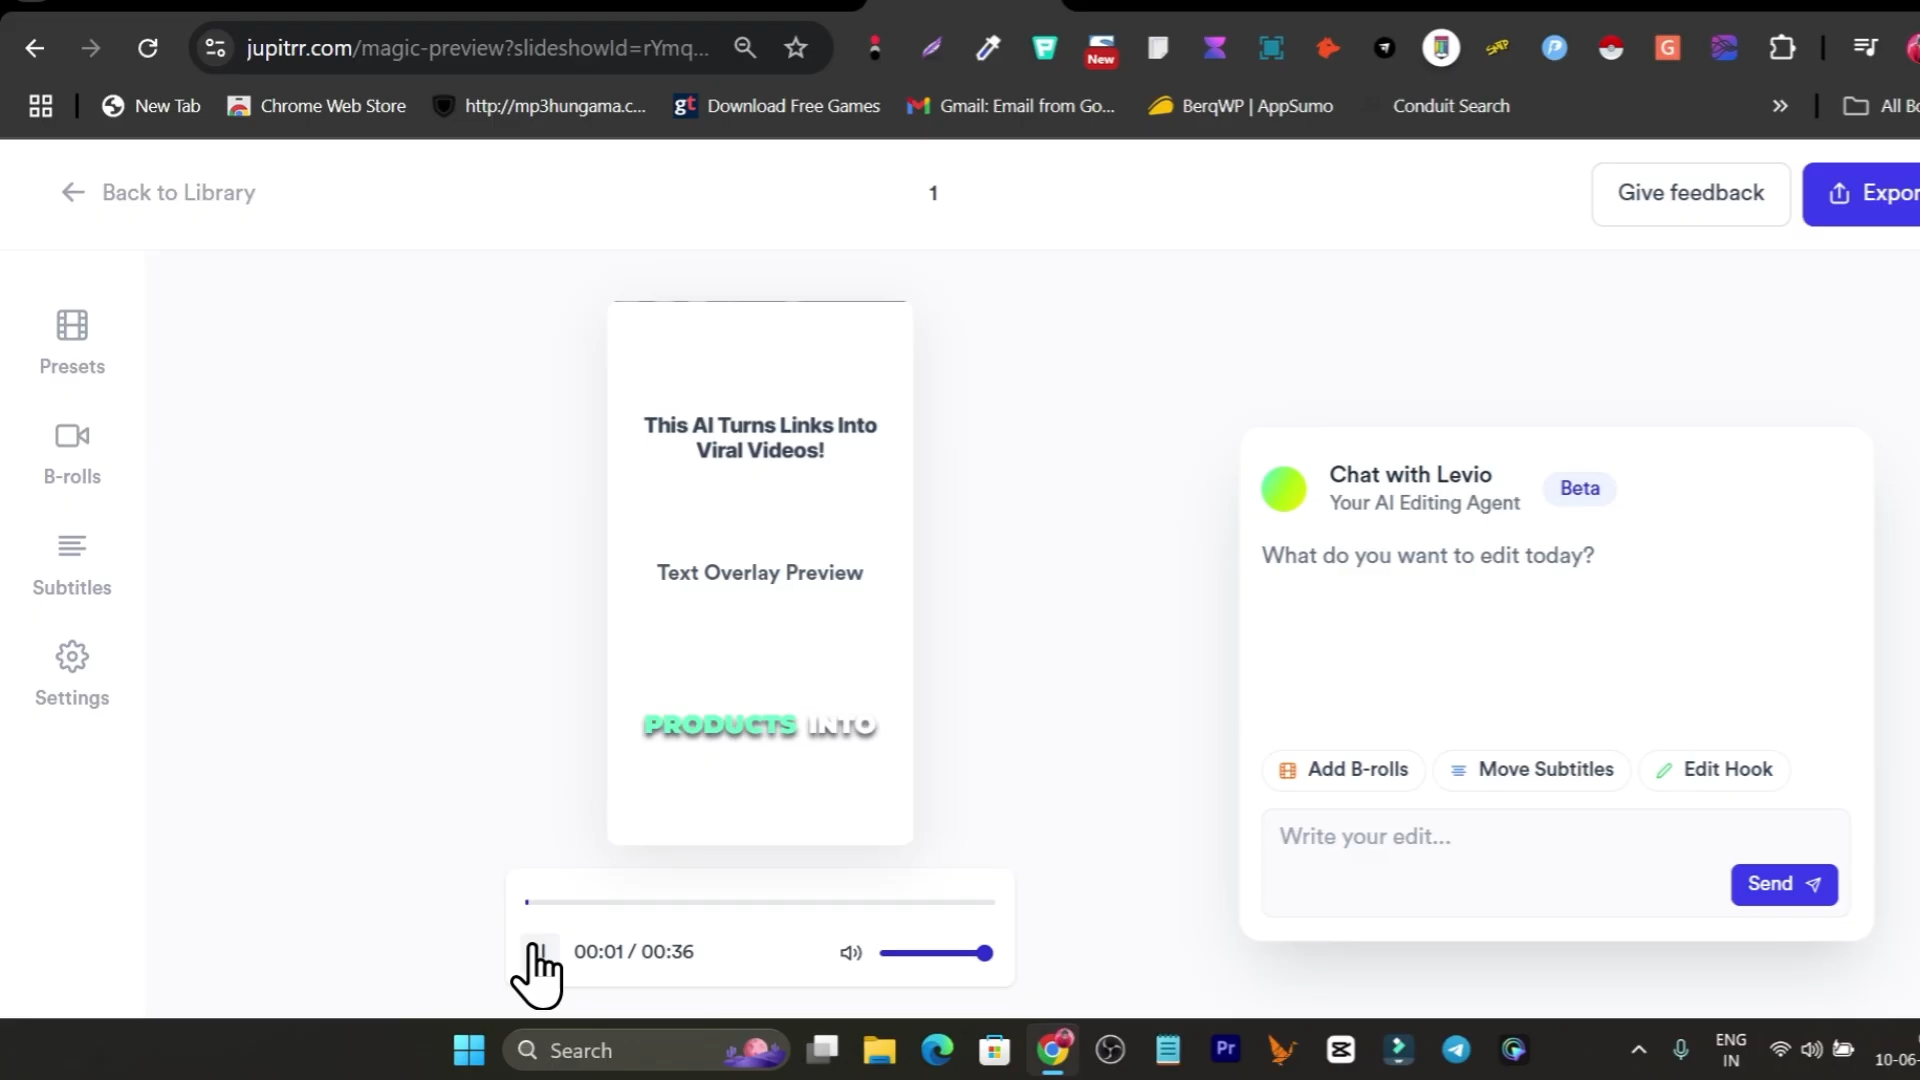 jupitrr.com/magic-preview?slideshowId=rYmq...
New
New Tab
Chrome Web Store
http://mp3hungama.c...
gt
Download Free Games
Gmail: Email from Go...
BerqWP | AppSumo
Conduit Search
»
All Bo
Back to Library
1
Give feedback
Expor
Presets
B-rolls
Subtitles
Settings
This AI Turns Links Into
Viral Videos!
Text Overlay Preview
PRODUCTS INTO
00:01 / 00:36
Chat with Levio
Your AI Editing Agent
Beta
What do you want to edit today?
Add B-rolls
Move Subtitles
Edit Hook
Write your edit...
Send
Search
Pr
ENG
IN
10-06-